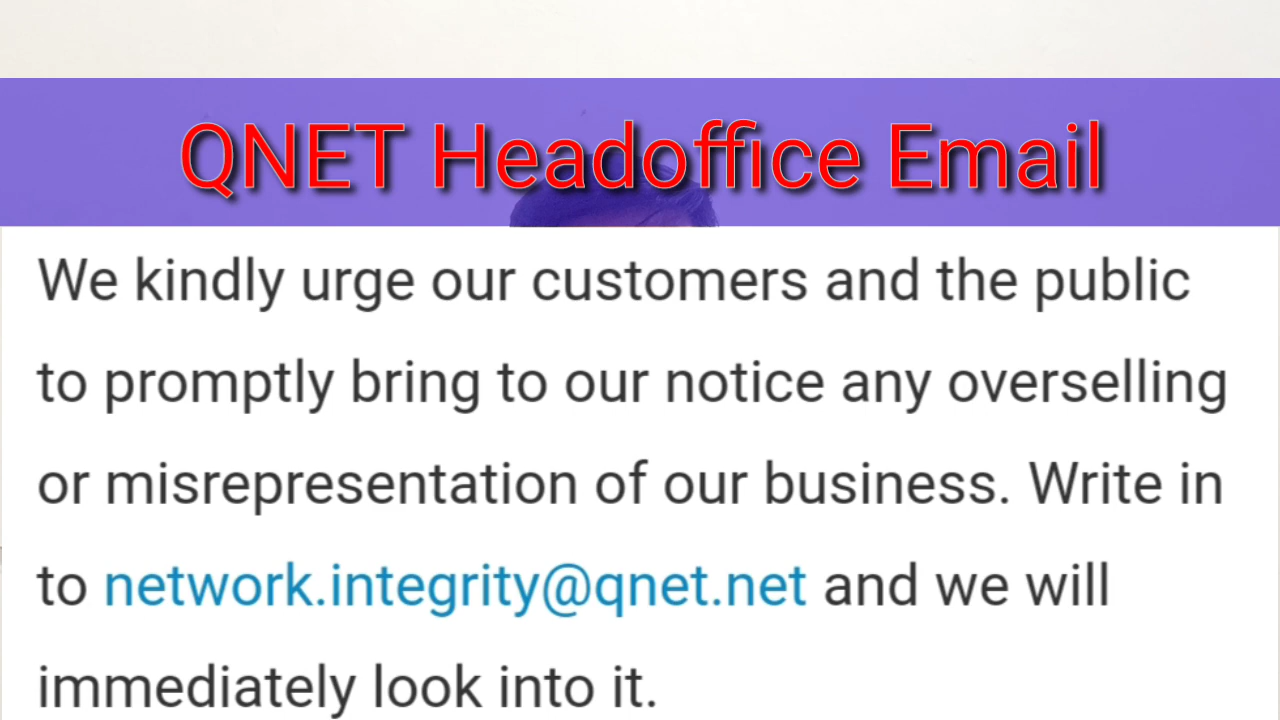 QNET Headoffice Email
We kindly urge our customers and the public
to promptly bring to our notice any overselling
or misrepresentation of our business. Write in
to network.integrity@qnet.net and we will
immediately look into it.